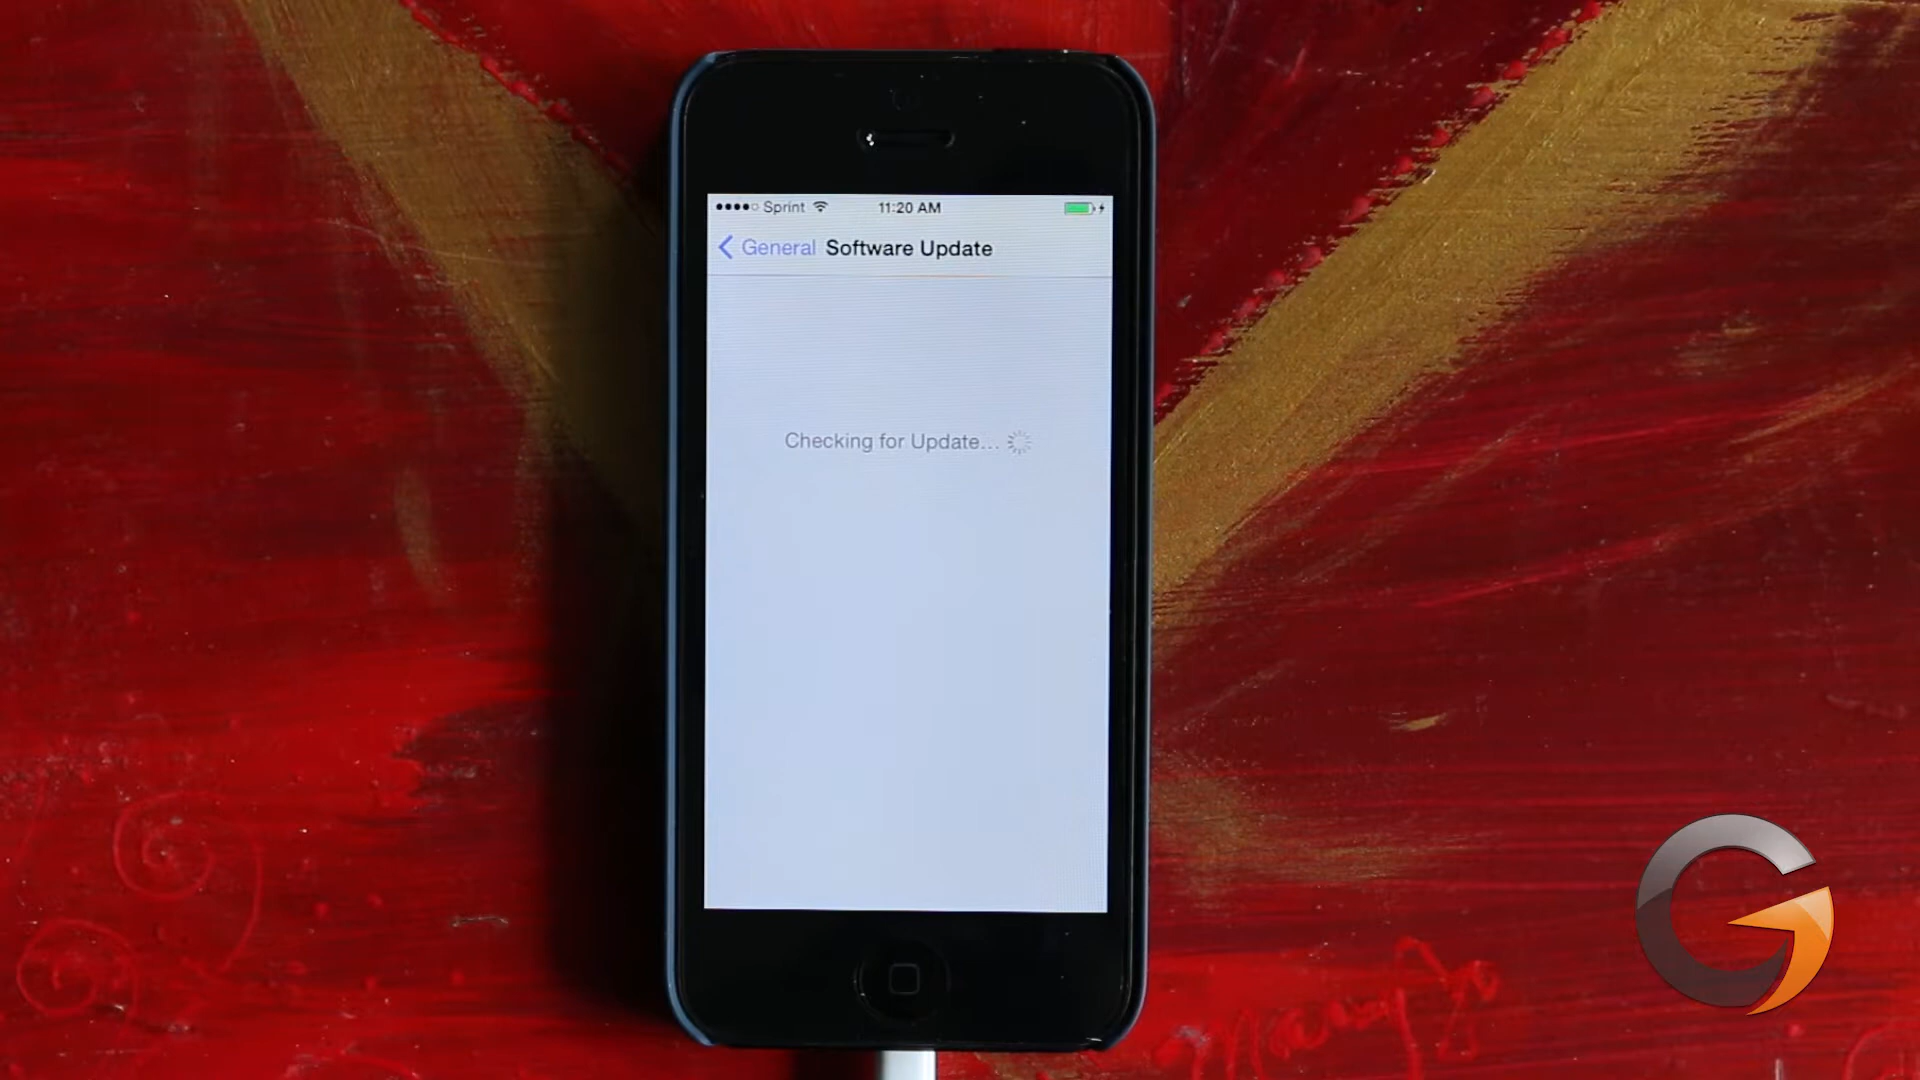 Sprint 11:20 AM
General Software Update
Checking for Update...